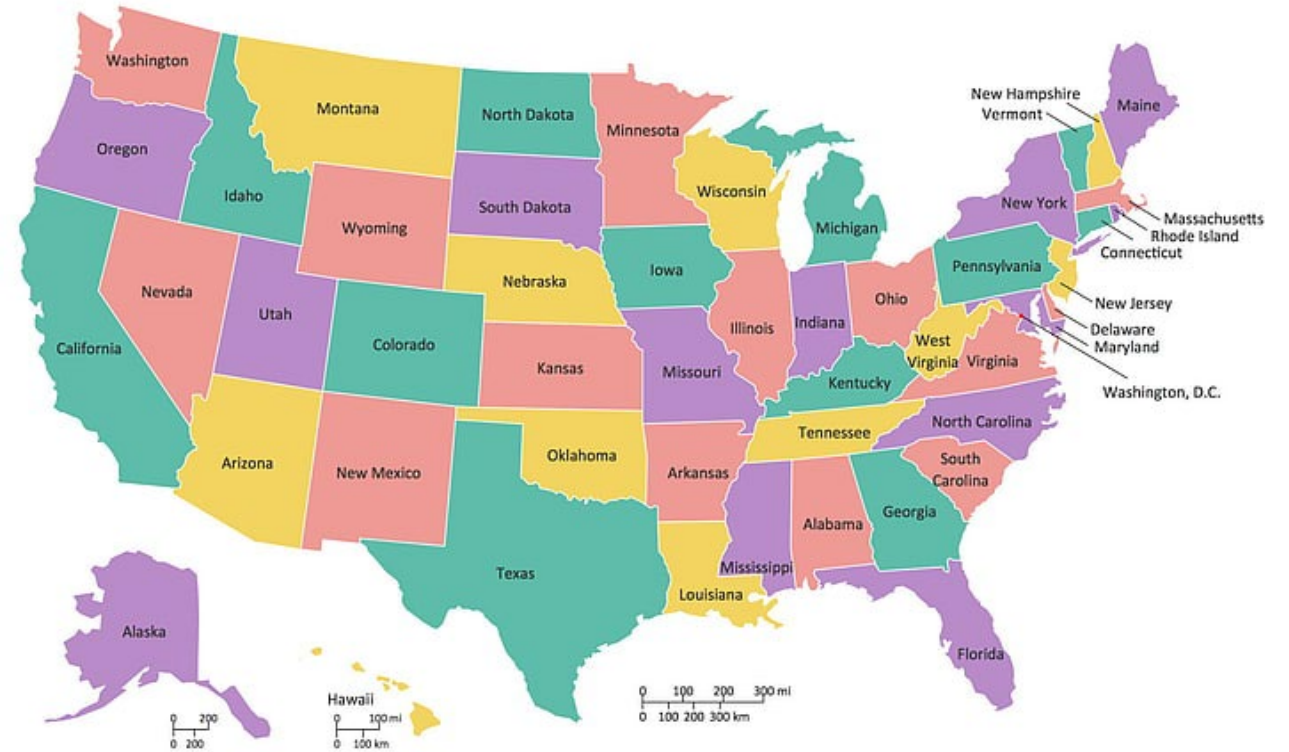 Washington
Montana
North Dakota
Minnesota
New Hampshire
Vermont
Maine
Oregon
Idaho
Wyoming
South Dakota
Wisconsin
Michigan
New York
Massachusetts
Rhode Island
Connecticut
Nevada
Utah
Nebraska
Iowa
Pennsylvania
New Jersey
Delaware
Maryland
Washington, D.C.
California
Colorado
Kansas
Missouri
Illinois
Indiana
Ohio
West
Virginia
Virginia
Kentucky
Arizona
New Mexico
Oklahoma
Arkansas
Tennessee
North Carolina
South
Carolina
Texas
Louisiana
Mississippi
Alabama
Georgia
Florida
Alaska
0 200
0 200
Hawaii
0 100 mi
0 100 km
0 100 200 300 mi
0 100 200 300 km